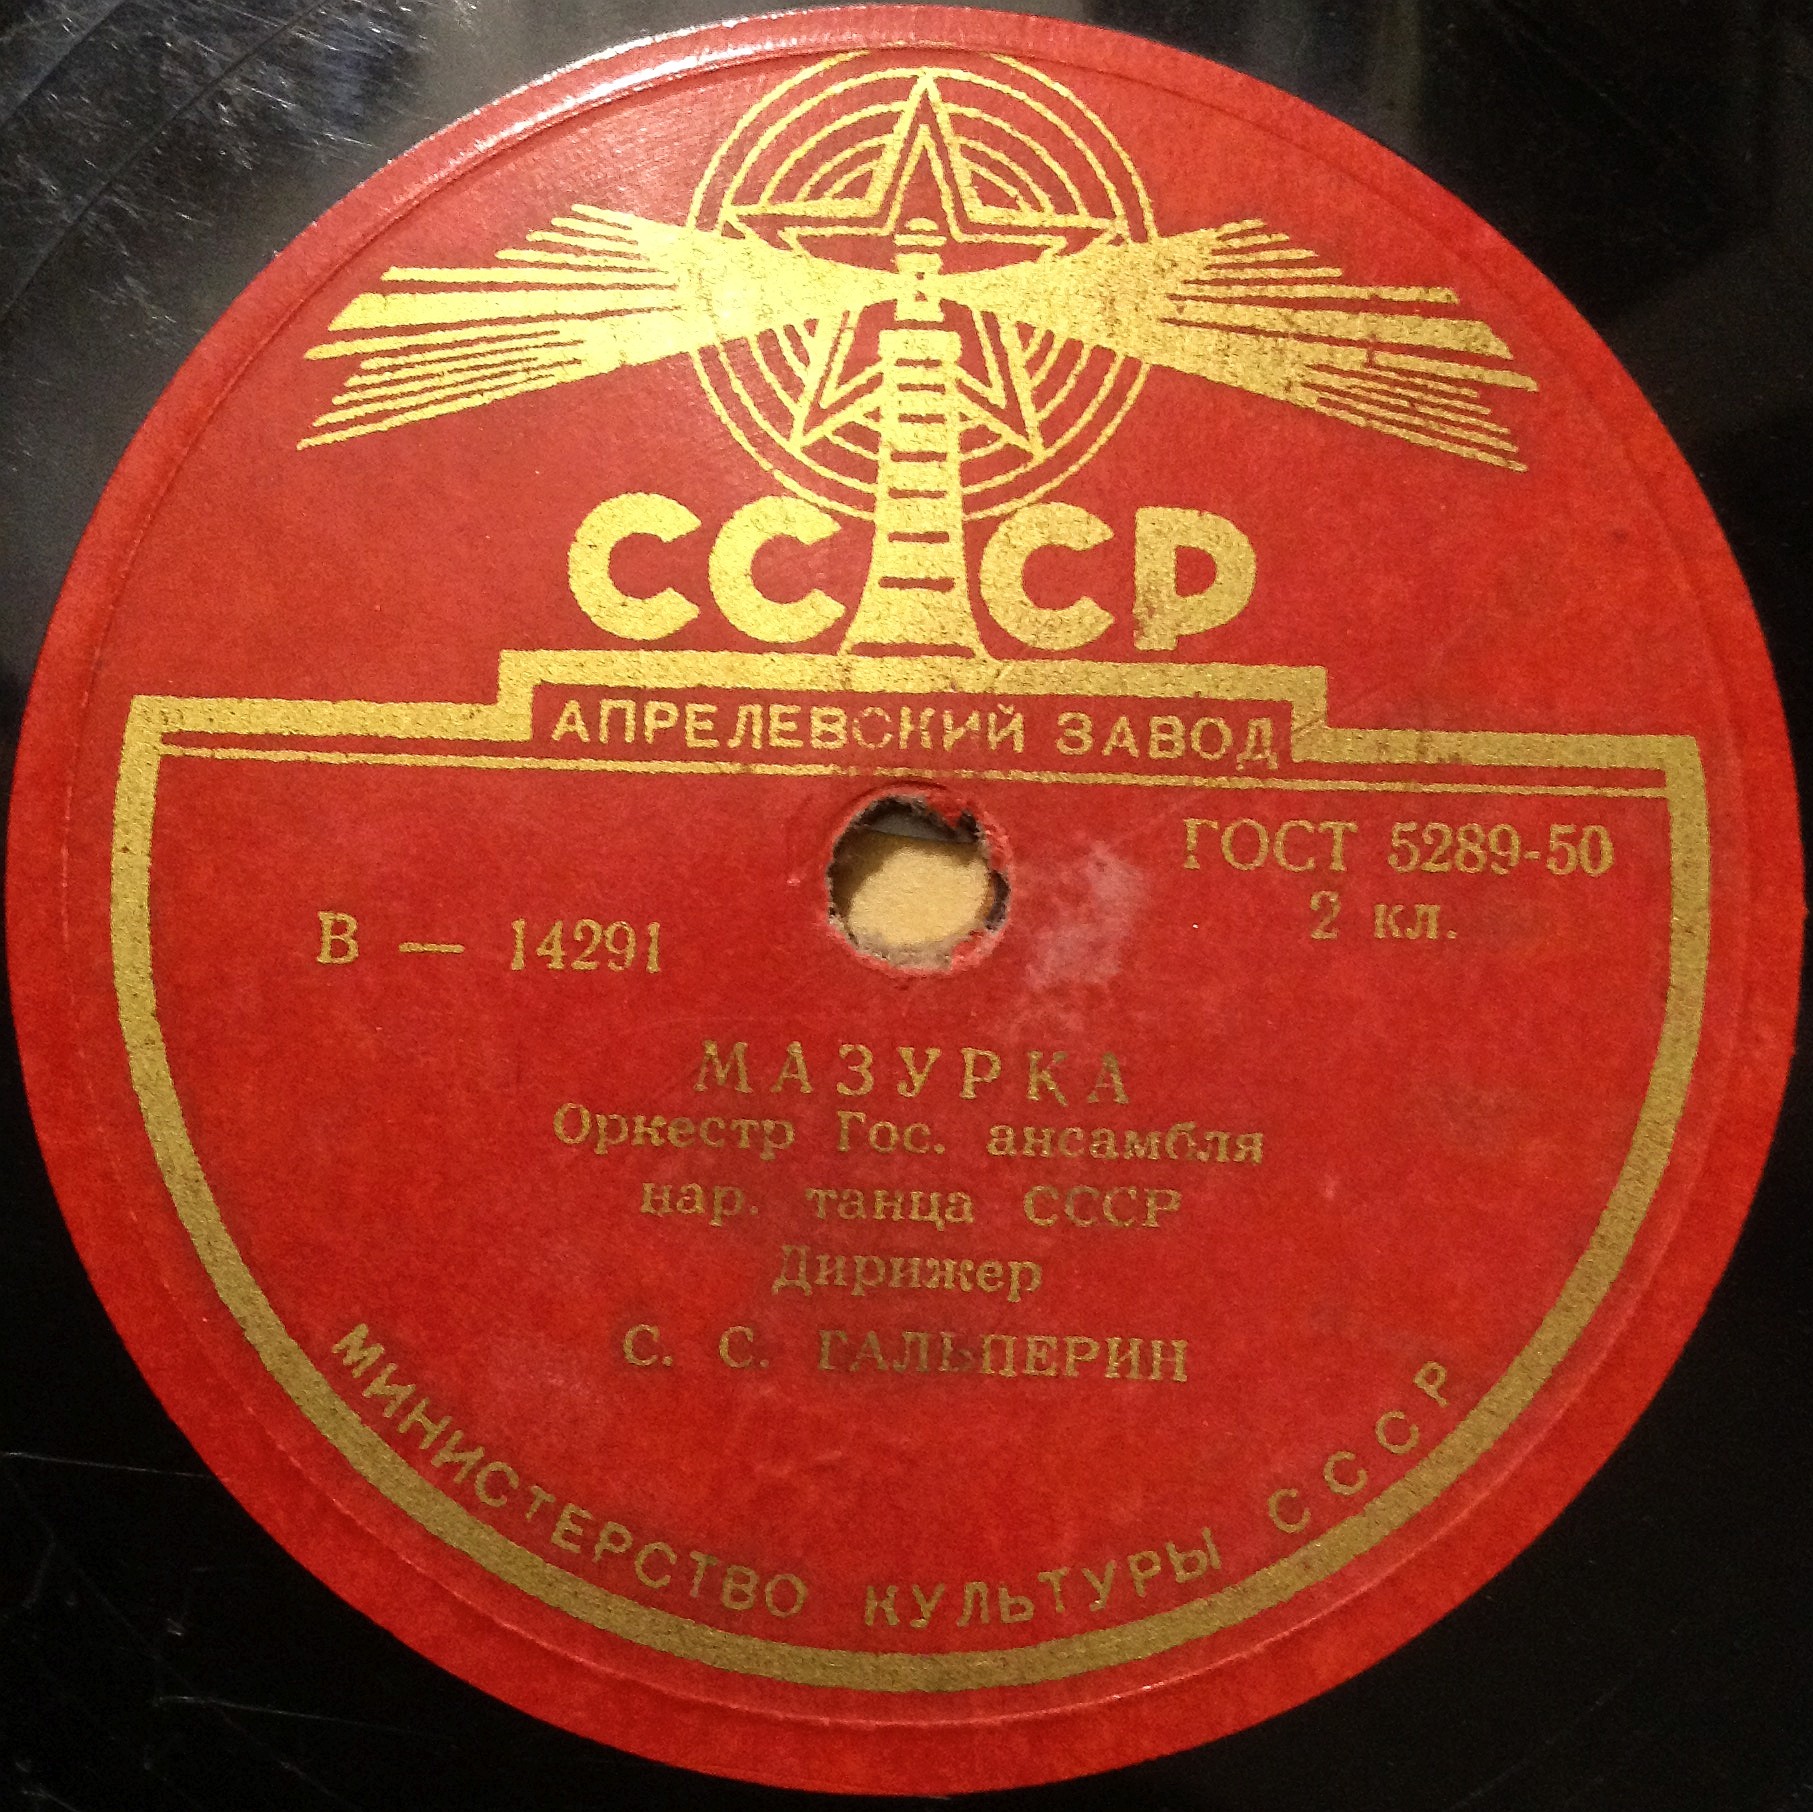 СССР
АПРЕЛЕВСКИЙ ЗАВОД
ГОСТ 5289-50
2 кл.
В — 14291
МАЗУРКА
Оркестр Гос. ансамбля
нар. танца СССР
Дирижер
С. С. ГАЛЬПЕРИН
МИНИСТЕРСТВО КУЛЬТУРЫ СССР